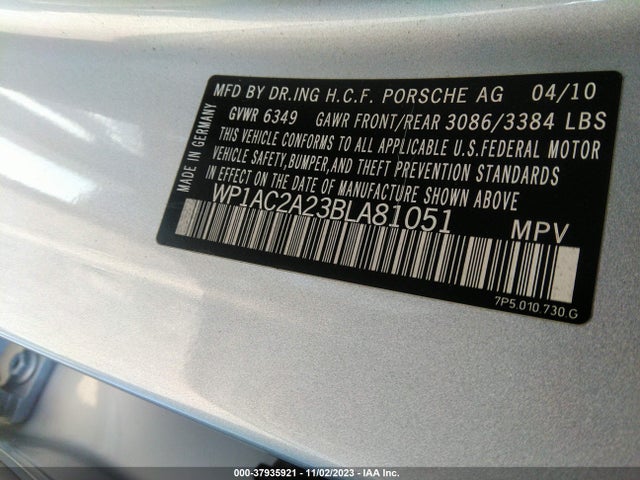 MFD BY DR.ING H.C.F. PORSCHE AG 04/10
GVWR 6349 GAWR FRONT/REAR 3086/3384 LBS
THIS VEHICLE CONFORMS TO ALL APPLICABLE U.S.FEDERAL MOTOR
VEHICLE SAFETY,BUMPER,AND THEFT PREVENTION STANDARDS
IN EFFECT ON THE DATE OF MANUFACTURE SHOWN ABOVE
WP1AC2A23BLA81051 MPV
MADE IN GERMANY
7P5.010.730.G
000-37935921 - 11/02/2023 - IAA Inc.